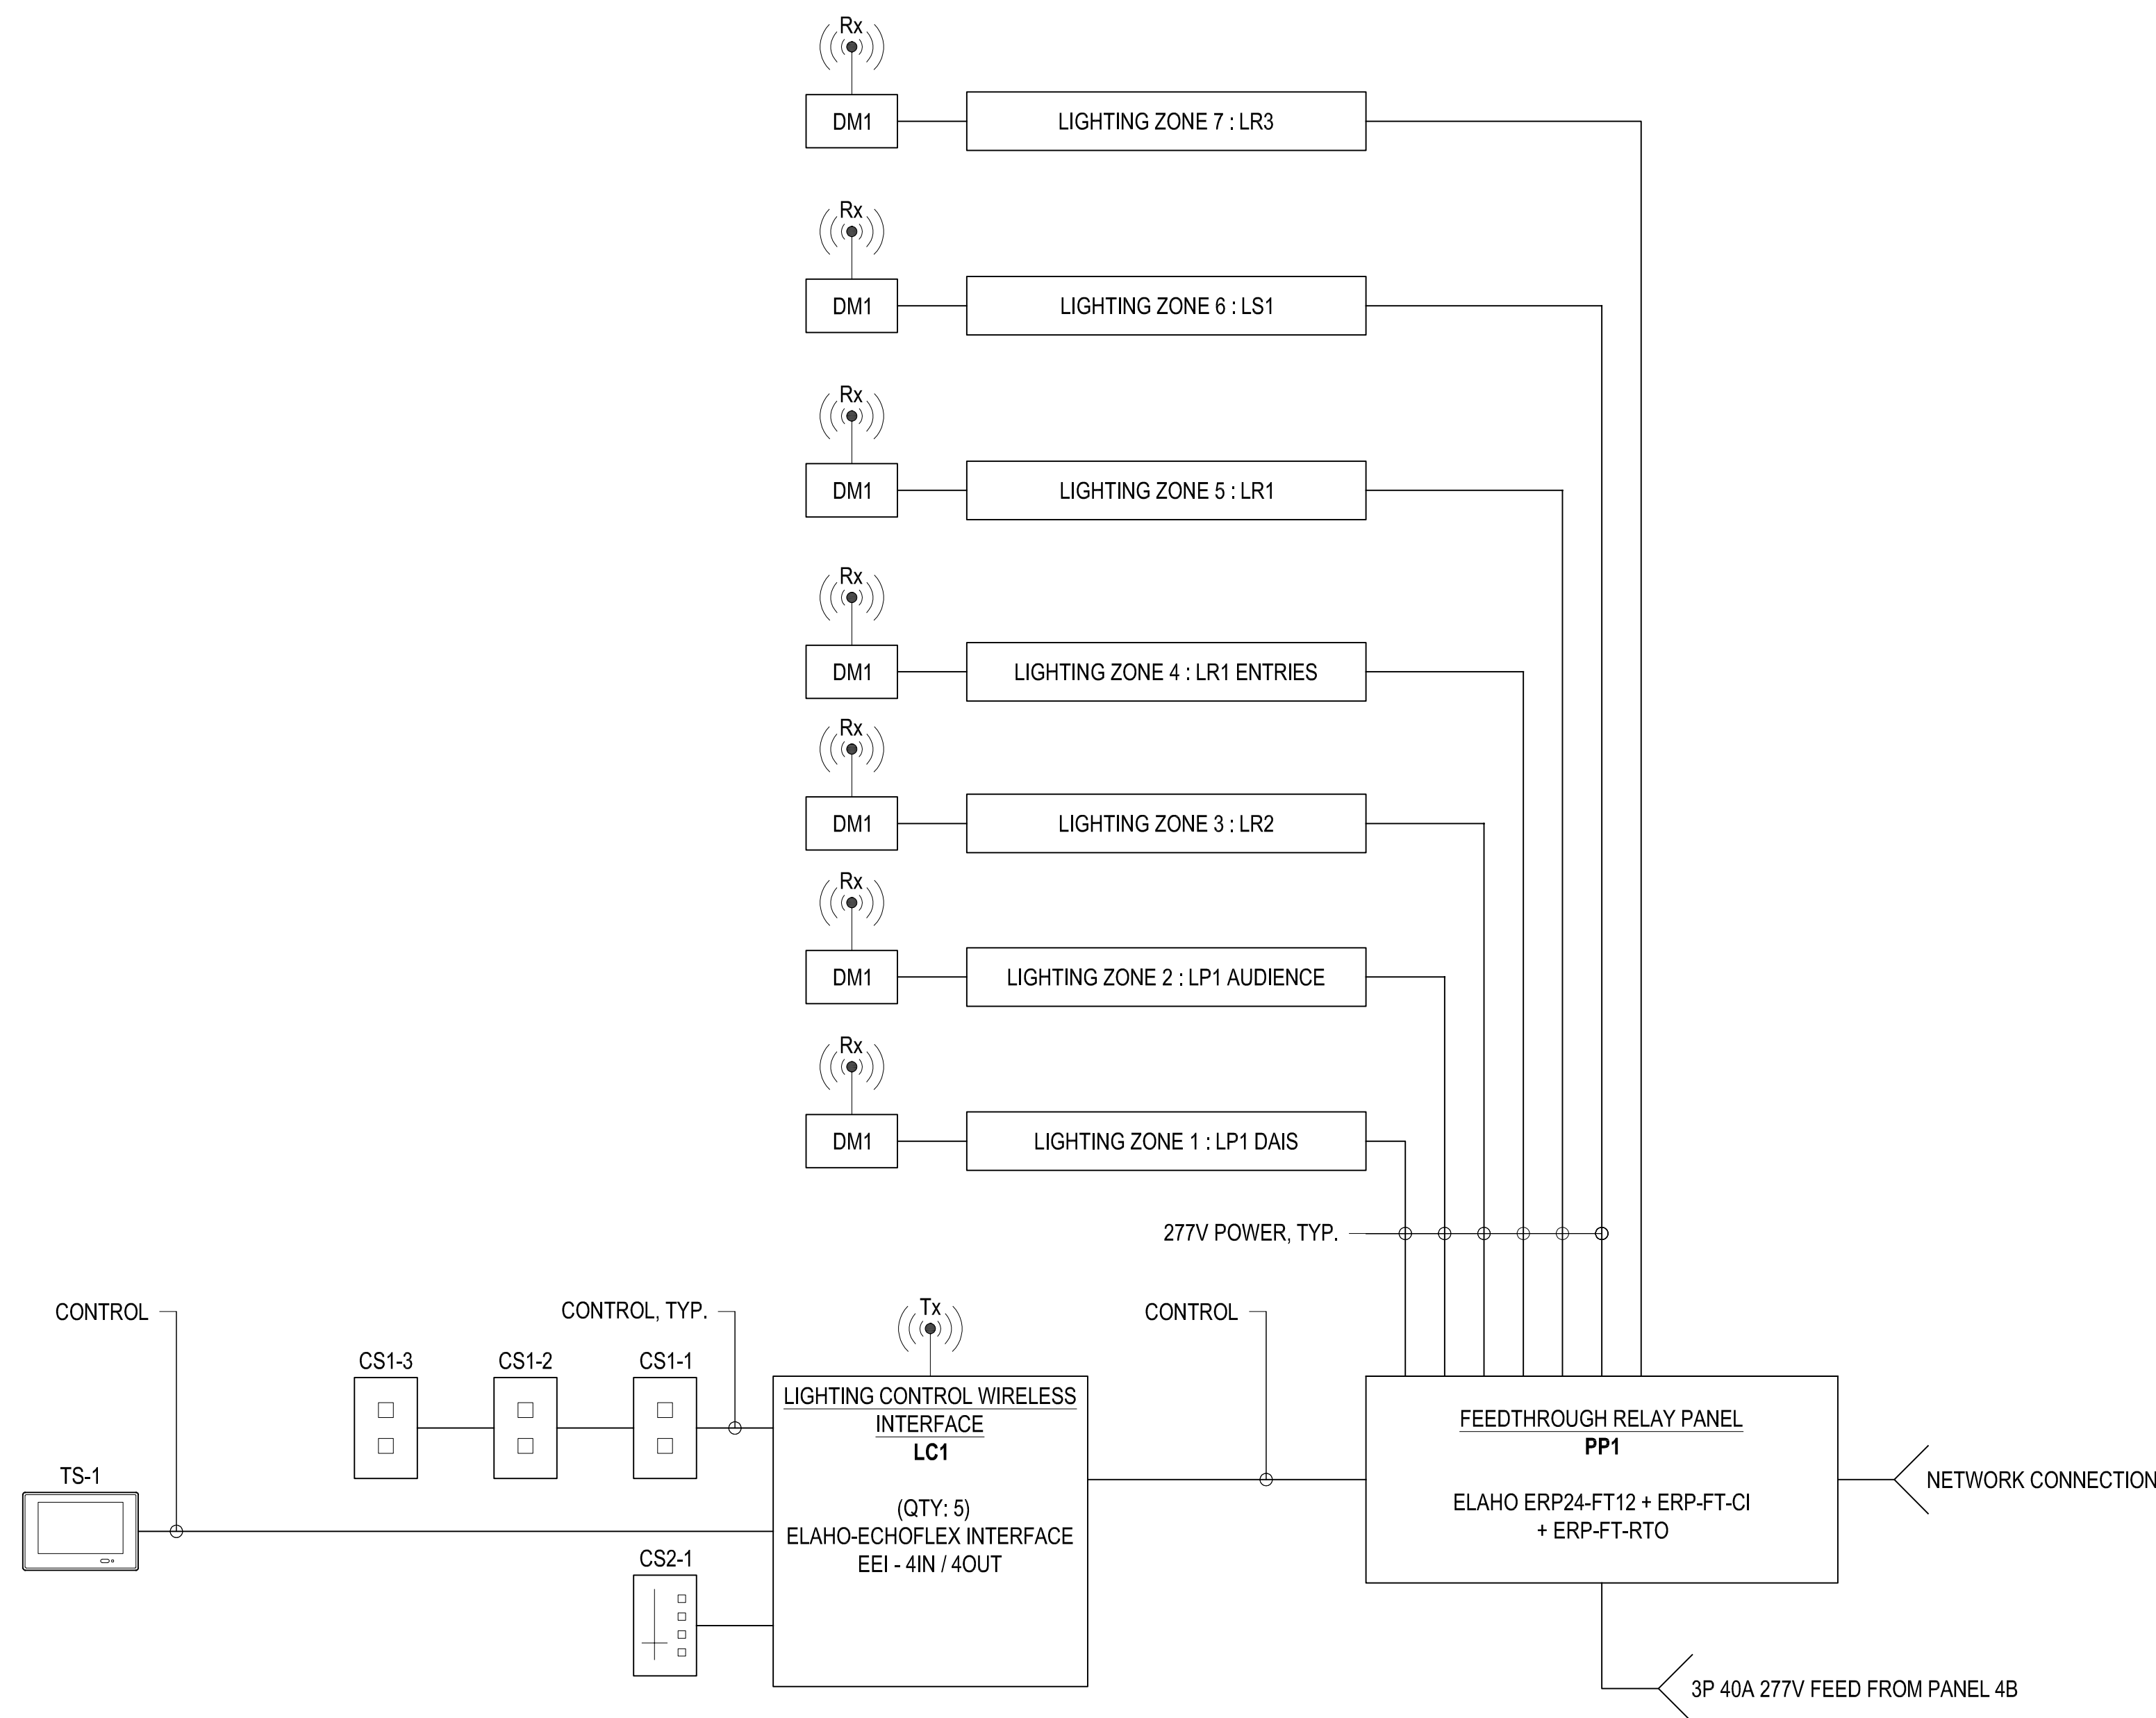 Rx
DM1
LIGHTING ZONE 7 : LR3
Rx
DM1
LIGHTING ZONE 6 : LS1
Rx
DM1
LIGHTING ZONE 5 : LR1
Rx
DM1
LIGHTING ZONE 4 : LR1 ENTRIES
Rx
DM1
LIGHTING ZONE 3 : LR2
Rx
DM1
LIGHTING ZONE 2 : LP1 AUDIENCE
Rx
DM1
LIGHTING ZONE 1 : LP1 DAIS
277V POWER, TYP.
CONTROL
CONTROL, TYP.
Tx
CONTROL
CS1-3
CS1-2
CS1-1
TS-1
CS2-1
LIGHTING CONTROL WIRELESS
INTERFACE
LC1
(QTY: 5)
ELAHO-ECHOFLEX INTERFACE
EEI - 4IN / 4OUT
FEEDTHROUGH RELAY PANEL
PP1
ELAHO ERP24-FT12 + ERP-FT-CI
+ ERP-FT-RTO
NETWORK CONNECTION
3P 40A 277V FEED FROM PANEL 4B